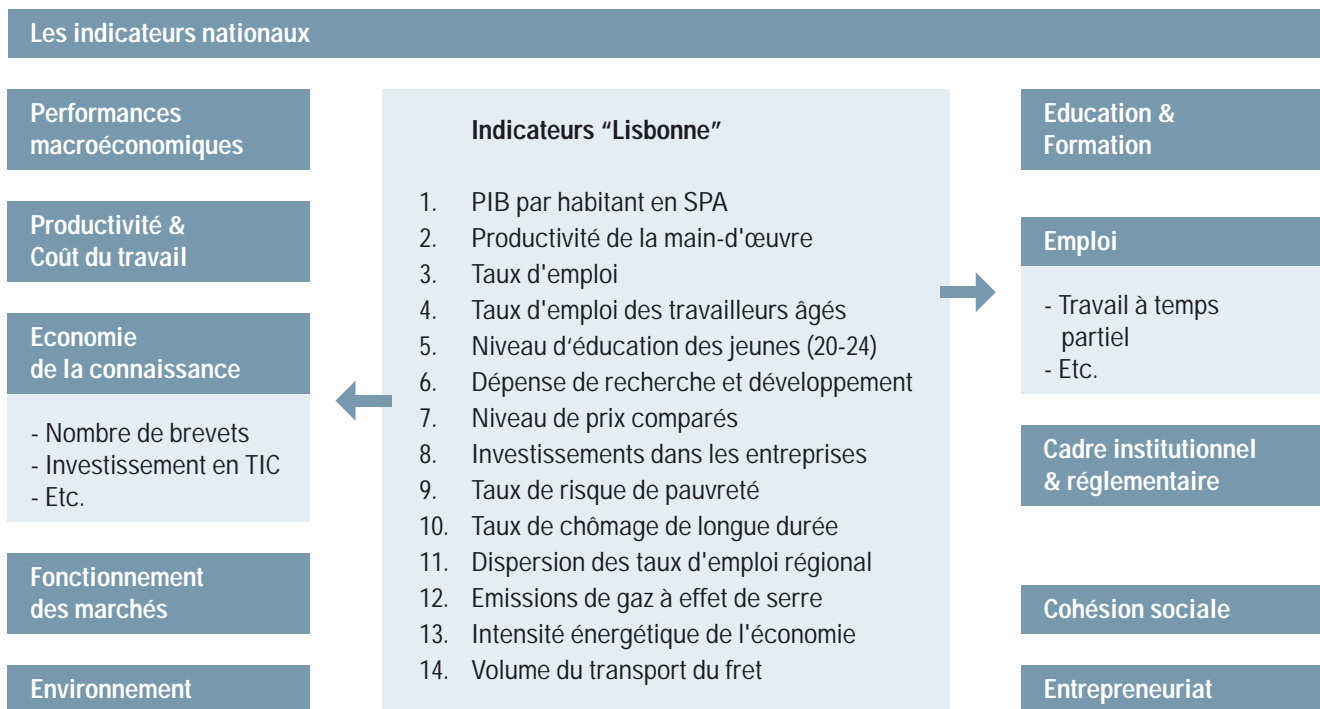 Les indicateurs nationaux
Performances
macroéconomiques
Productivité &
Coût du travail
Economie
de la connaissance
- Nombre de brevets
- Investissement en TIC
- Etc.
Fonctionnement
des marchés
Environnement
Indicateurs “Lisbonne”
1. PIB par habitant en SPA
2. Productivité de la main-d'œuvre
3. Taux d'emploi
4. Taux d'emploi des travailleurs âgés
5. Niveau d‘éducation des jeunes (20-24)
6. Dépense de recherche et développement
7. Niveau de prix comparés
8. Investissements dans les entreprises
9. Taux de risque de pauvreté
10. Taux de chômage de longue durée
11. Dispersion des taux d'emploi régional
12. Emissions de gaz à effet de serre
13. Intensité énergétique de l'économie
14. Volume du transport du fret
Education &
Formation
Emploi
- Travail à temps
partiel
- Etc.
Cadre institutionnel
& réglementaire
Cohésion sociale
Entrepreneuriat